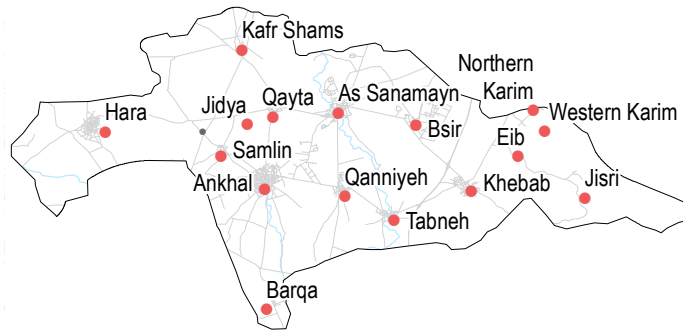 Kafr Shams
Northern
Karim
Hara
Jidya
Qayta
As Sanamayn
Bsir
Western Karim
Eib
Samlin
Ankhal
Qanniyeh
Khebab
Jisri
Tabneh
Barqa